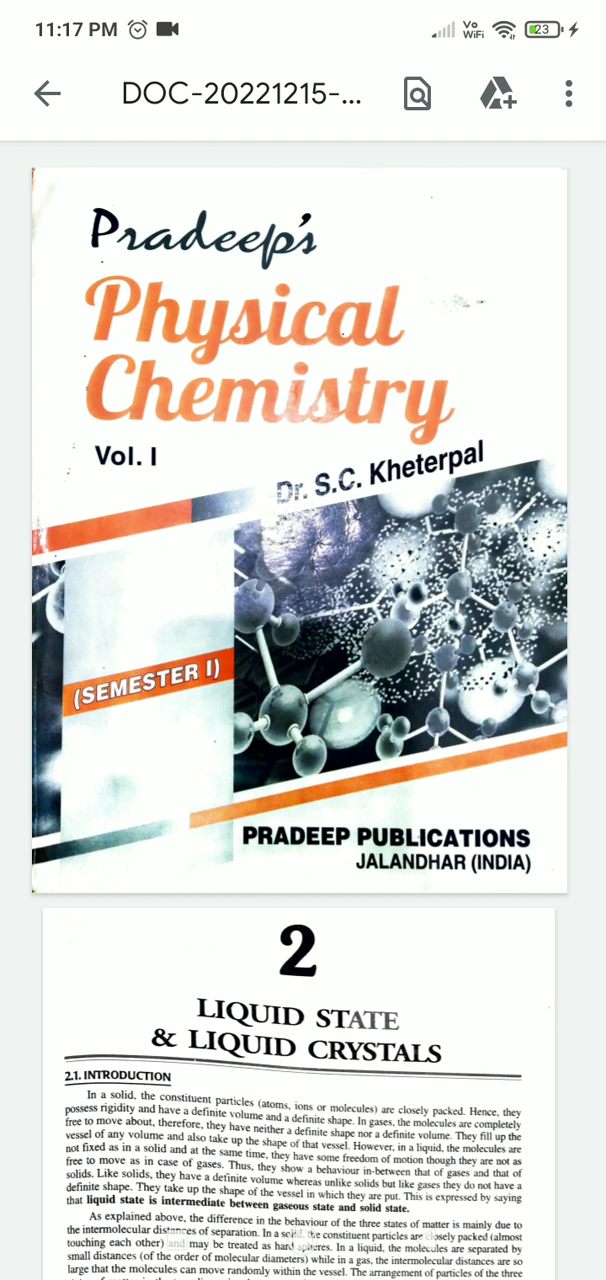 11:17 PM
Vo
WiFi
23
DOC-20221215-...
Pradeep's
Physical
Chemistry
Vol. I
Dr. S.C. Kheterpal
(SEMESTER I)
PRADEEP PUBLICATIONS
JALANDHAR (INDIA)
2
LIQUID STATE
& LIQUID CRYSTALS
2.1. INTRODUCTION
In a solid, the constituent particles (atoms, ions or molecules) are closely packed. Hence, they
possess rigidity and have a definite volume and a definite shape. In gases, the molecules are completely
free to move about, therefore, they have neither a definite shape nor a definite volume. They fill up the
vessel of any volume and also take up the shape of that vessel. However, in a liquid, the molecules are
not fixed as in a solid and at the same time, they have some freedom of motion though they are not as
free to move as in case of gases. Thus, they show a behaviour in-between that of gases and that of
solids. Like solids, they have a definite volume whereas unlike solids but like gases they do not have a
definite shape. They take up the shape of the vessel in which they are put. This is expressed by saying
that liquid state is intermediate between gaseous state and solid state.
As explained above, the difference in the behaviour of the three states of matter is mainly due to
the intermolecular distances of separation. In a solid, the constituent particles are closely packed (almost
touching each other) and may be treated as hard spheres. In a liquid, the molecules are separated by
small distances (of the order of molecular diameters) while in a gas, the intermolecular distances are so
large that the molecules can move randomly within the vessel. The arrangement of particles of the three